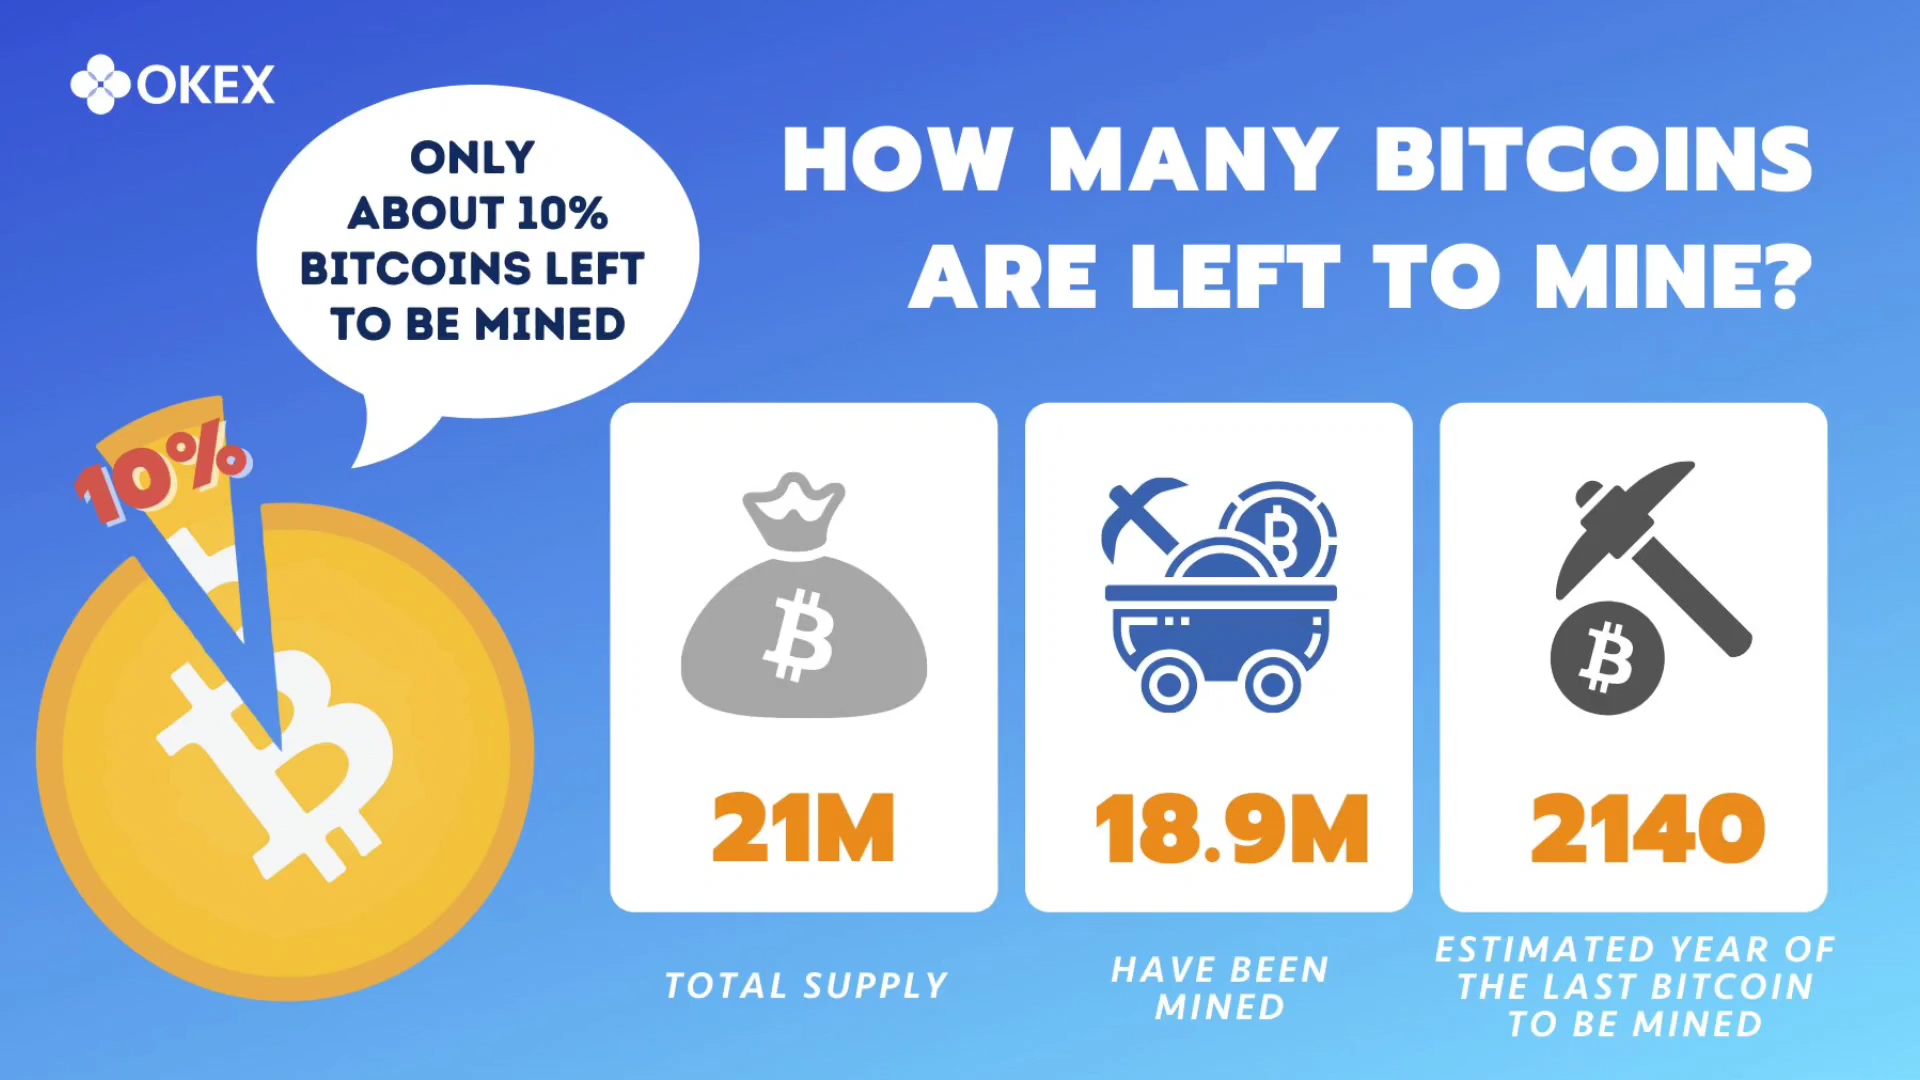 OKEX
ONLY
ABOUT 10%
BITCOINS LEFT
TO BE MINED
HOW MANY BITCOINS
ARE LEFT TO MINE?
10%
21M
TOTAL SUPPLY
18.9M
HAVE BEEN
MINED
2140
ESTIMATED YEAR OF
THE LAST BITCOIN
TO BE MINED